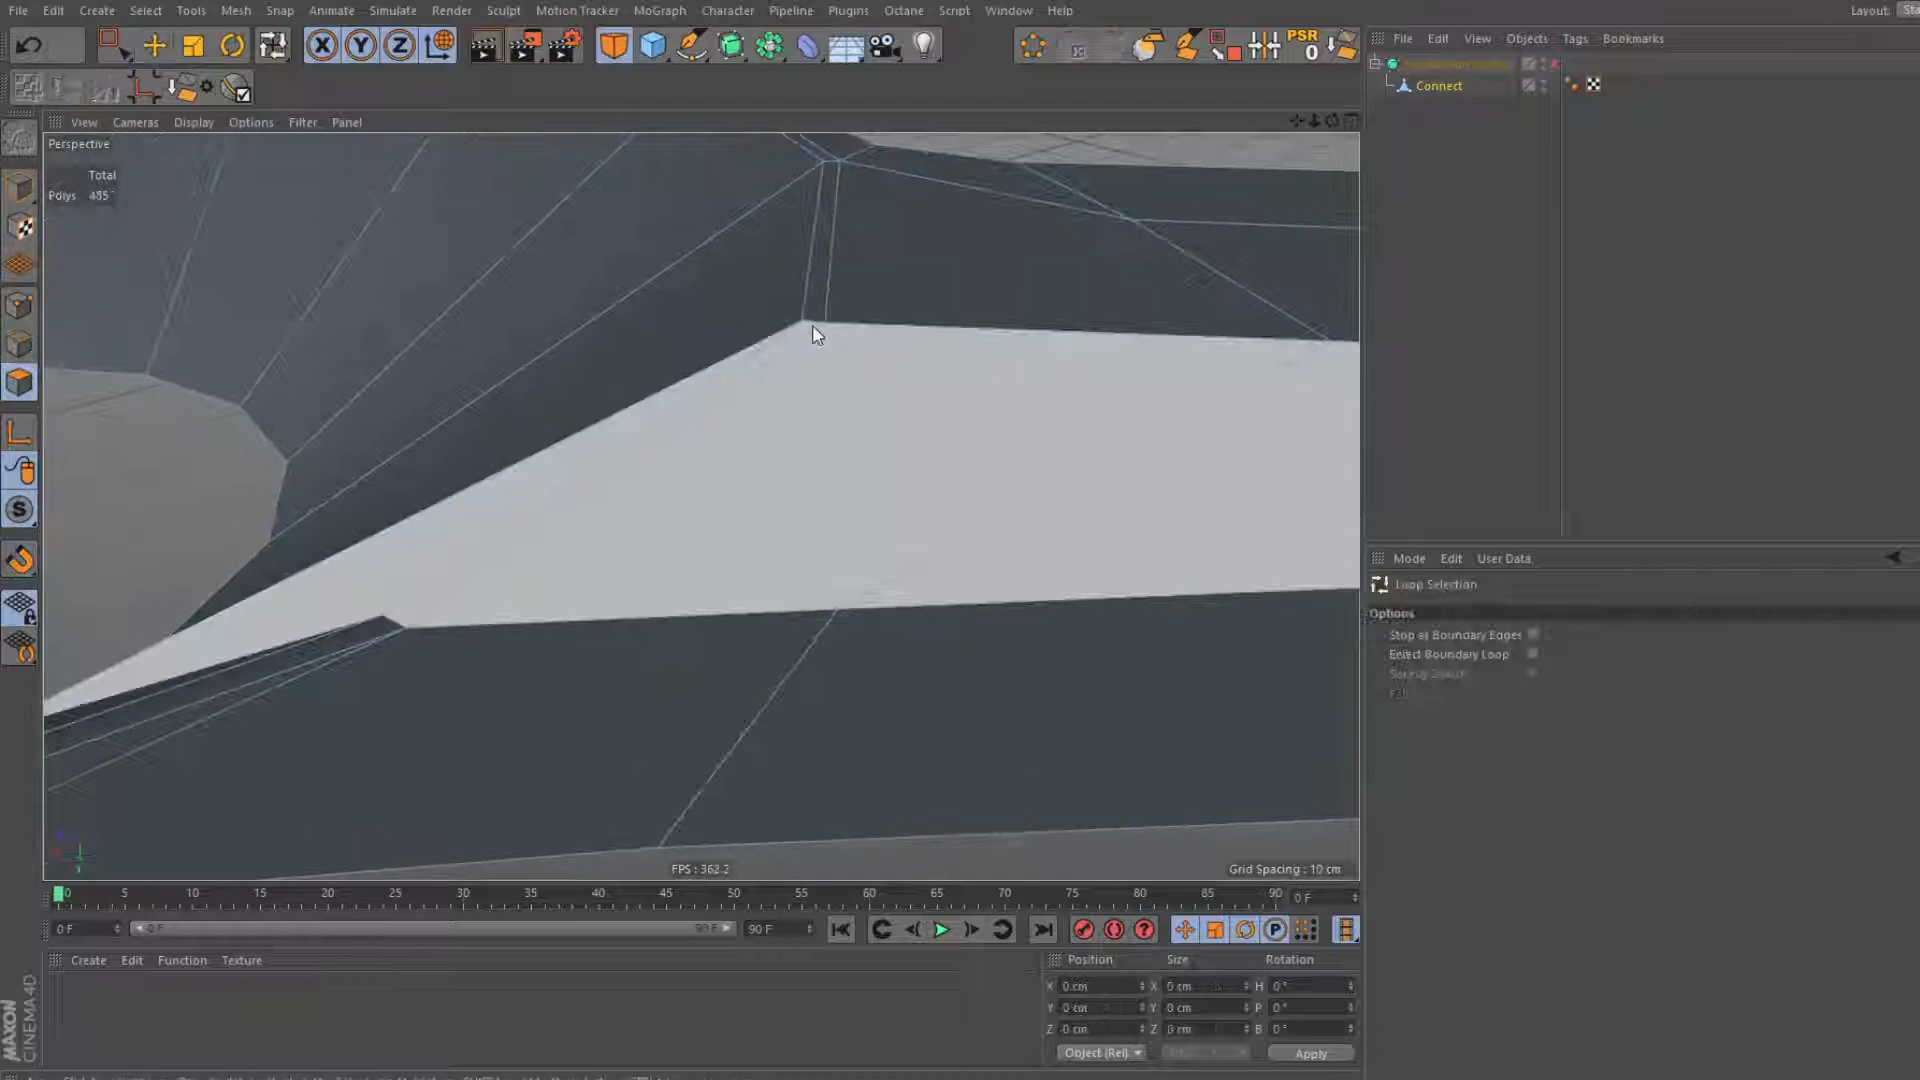 File Edit Create Select Tools Mesh Snap Animate Simulate Render Sculpt Motion Tracker MoGraph Character Pipeline Plugins Octane Script Window Help Layout:
PSR
0
File Edit View Objects Tags Bookmarks
Connect
View Cameras Display Options Filter Panel
Perspective
Total
Polys 485
FPS : 362.2
Grid Spacing : 10 cm
Mode Edit User Data
Loop Selection
Options
Stop at Boundary Edges
Select Boundary Loop
0 5 10 15 20 25 30 35 40 45 50 55 60 65 70 75 80 85 90 0 F
0 F 90 F
Create Edit Function Texture
Position Size Rotation
X 0 cm X 0 cm H 0 °
Y 0 cm Y 0 cm P 0 °
Z 0 cm Z 0 cm B 0 °
Object (Rel) Apply
MAXON
CINEMA4D